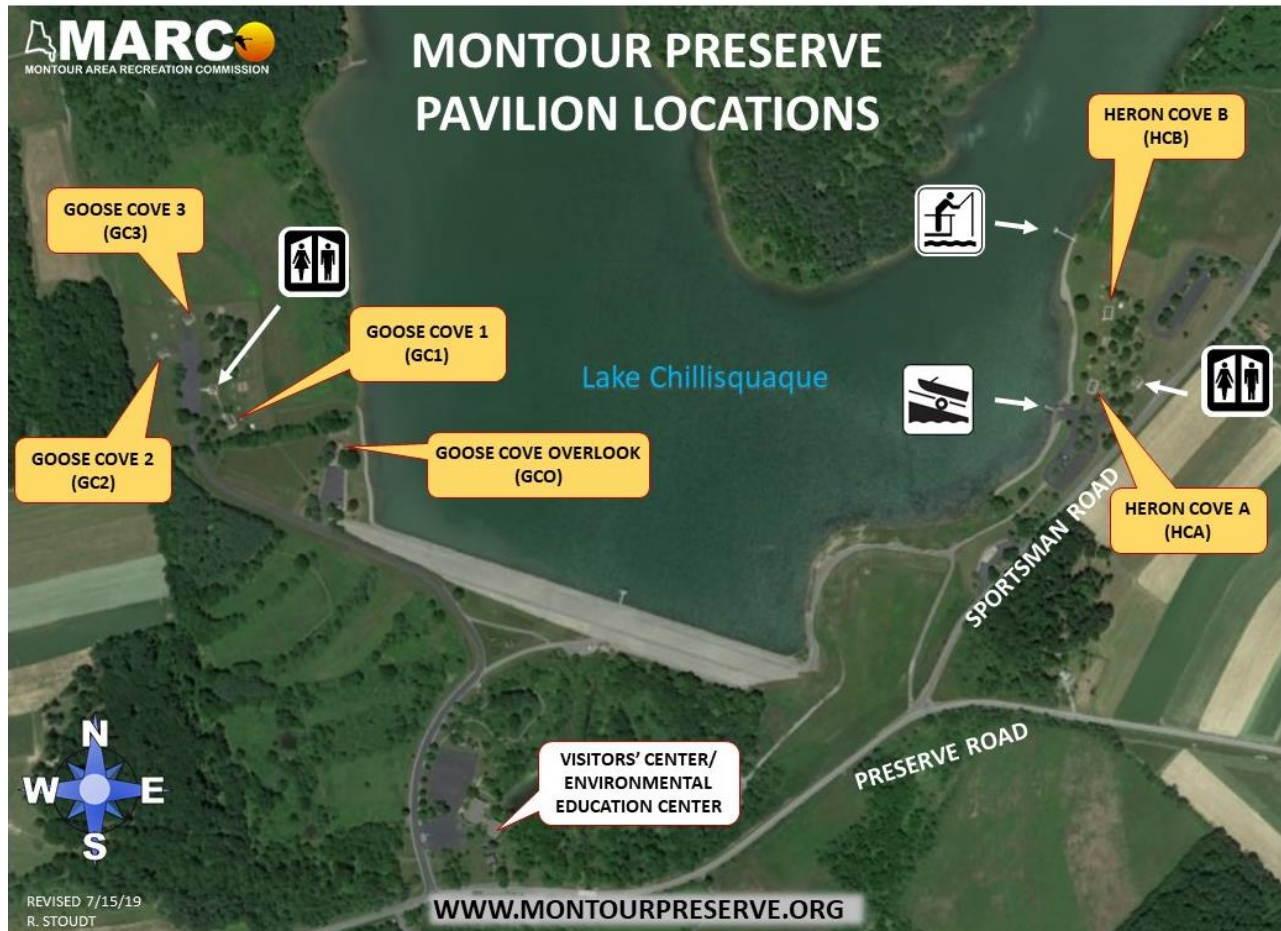 MARC
MONTOUR AREA RECREATION COMMISSION
MONTOUR PRESERVE
PAVILION LOCATIONS
HERON COVE B
(HCB)
GOOSE COVE 3
(GC3)
GOOSE COVE 1
(GC1)
Lake Chillisquaque
GOOSE COVE 2
(GC2)
GOOSE COVE OVERLOOK
(GCO)
HERON COVE A
(HCA)
SPORTSMAN ROAD
PRESERVE ROAD
VISITORS' CENTER/
ENVIRONMENTAL
EDUCATION CENTER
N
W E
S
REVISED 7/15/19
R. STOUDT
WWW.MONTOURPRESERVE.ORG